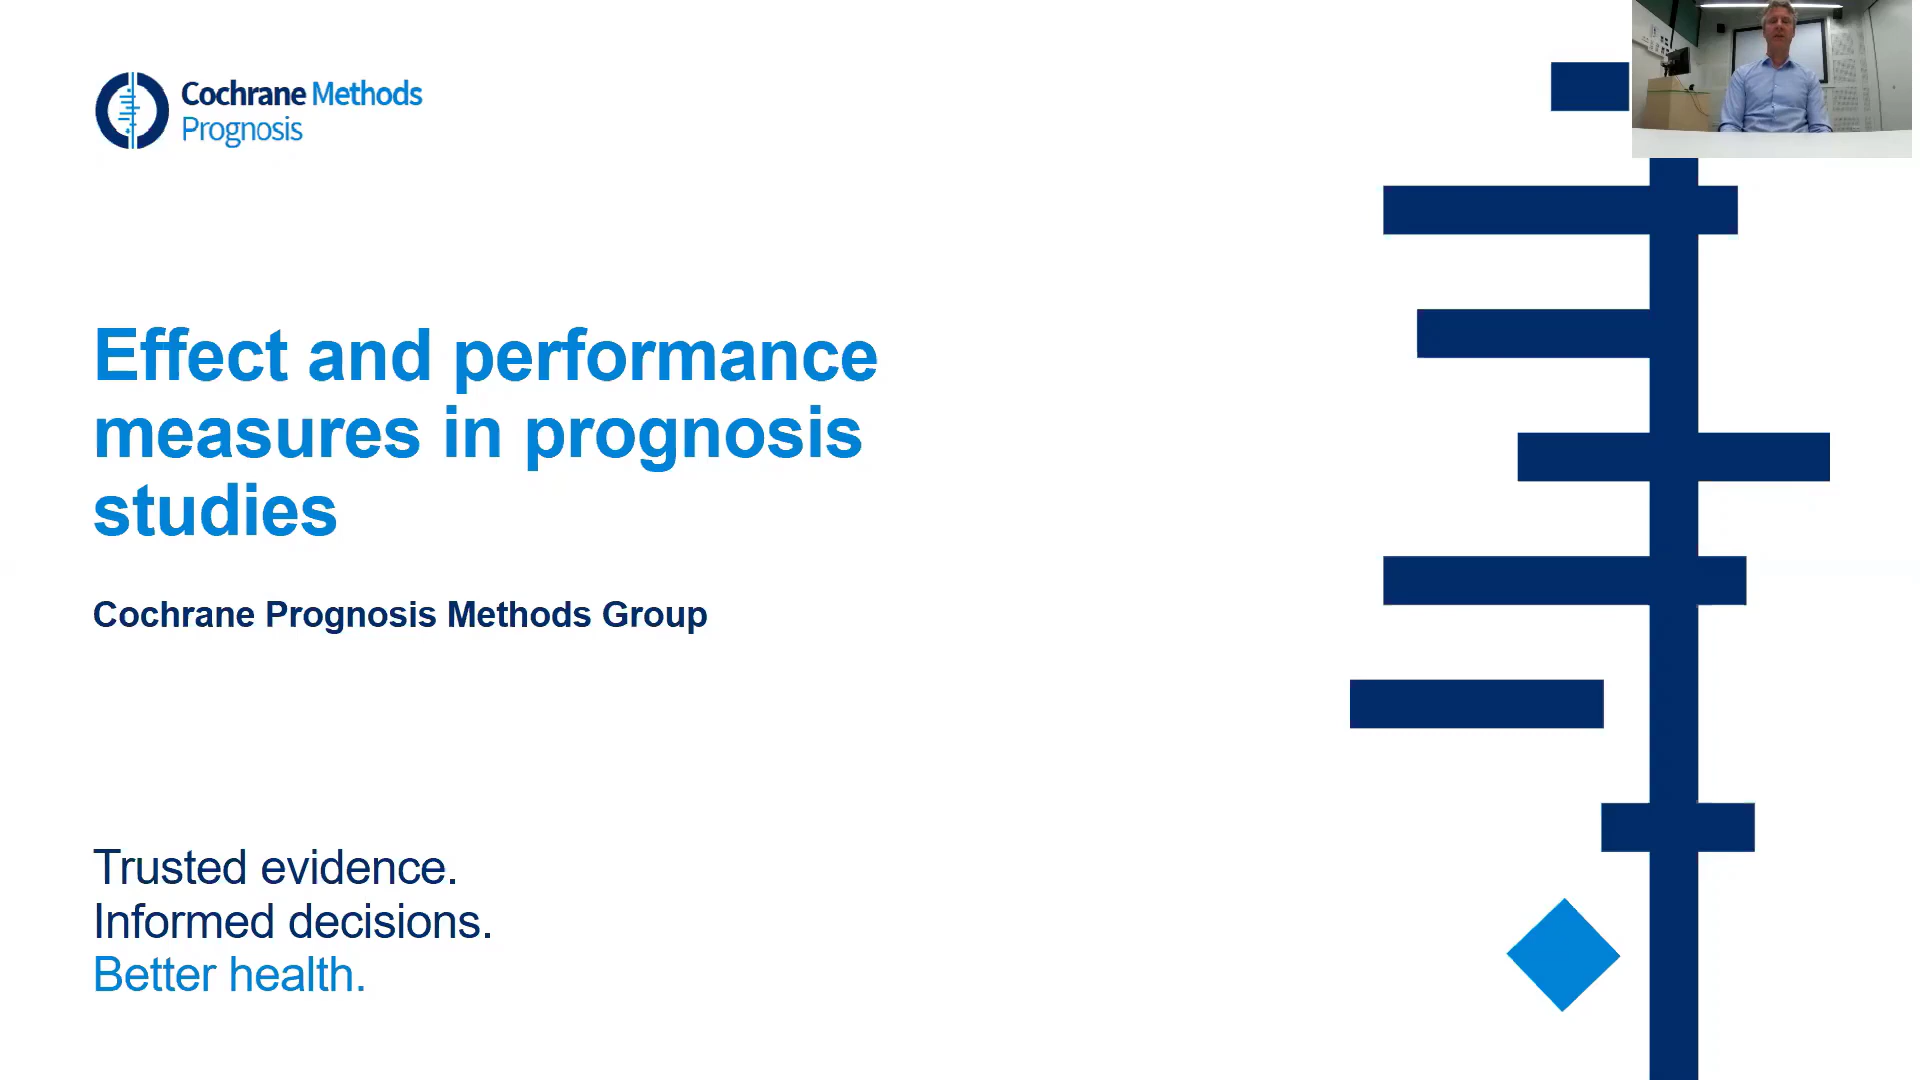 Cochrane Methods
Prognosis
Effect and performance
measures in prognosis
studies
Cochrane Prognosis Methods Group
Trusted evidence.
Informed decisions.
Better health.